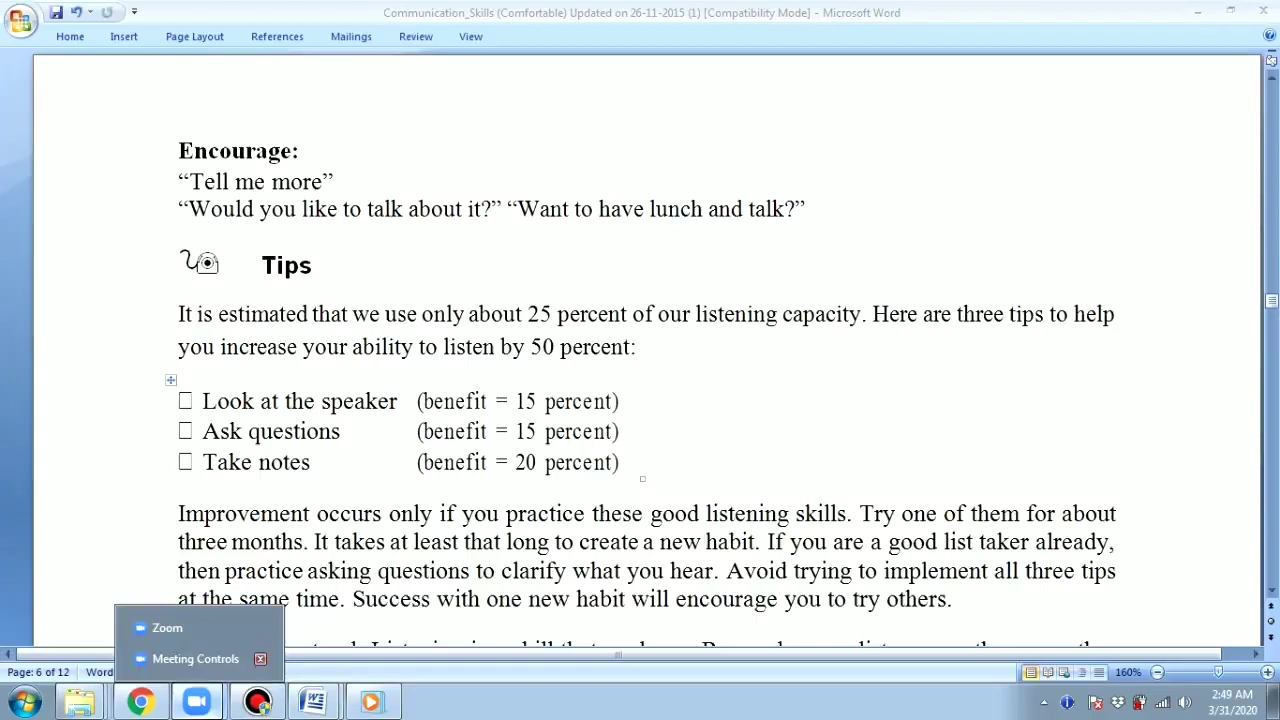 Communication_Skills (Comfortable) Updated on 26-11-2015 (1) [Compatibility Mode] - Microsoft Word
Home Insert Page Layout References Mailings Review View
Encourage:
“Tell me more”
“Would you like to talk about it?” “Want to have lunch and talk?”
Tips
It is estimated that we use only about 25 percent of our listening capacity. Here are three tips to help
you increase your ability to listen by 50 percent:
Look at the speaker (benefit = 15 percent)
Ask questions (benefit = 15 percent)
Take notes (benefit = 20 percent)
Improvement occurs only if you practice these good listening skills. Try one of them for about
three months. It takes at least that long to create a new habit. If you are a good list taker already,
then practice asking questions to clarify what you hear. Avoid trying to implement all three tips
at the same time. Success with one new habit will encourage you to try others.
Zoom
Meeting Controls
Page: 6 of 12 Word 160%
2:49 AM
3/31/2020